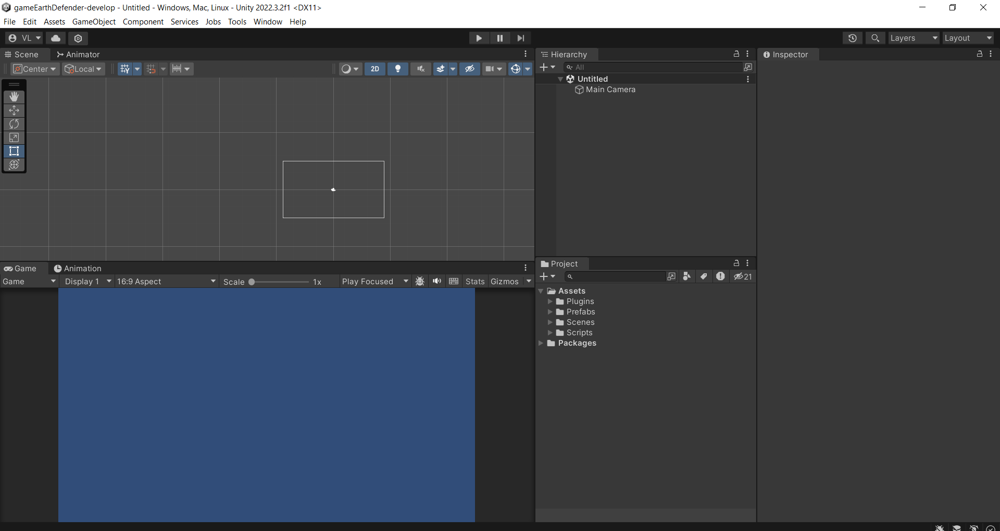 gameEarthDefender-develop - Untitled - Windows, Mac, Linux - Unity 2022.3.2f1 <DX11>
File Edit Assets GameObject Component Services Jobs Tools Window Help
VL Layers Layout
Scene Animator
Center Local 2D
Hierarchy
All
Untitled
Main Camera
Inspector
Game Animation
Game Display 1 16:9 Aspect Scale 1x Play Focused Stats Gizmos
Project
21
Assets
Plugins
Prefabs
Scenes
Scripts
Packages